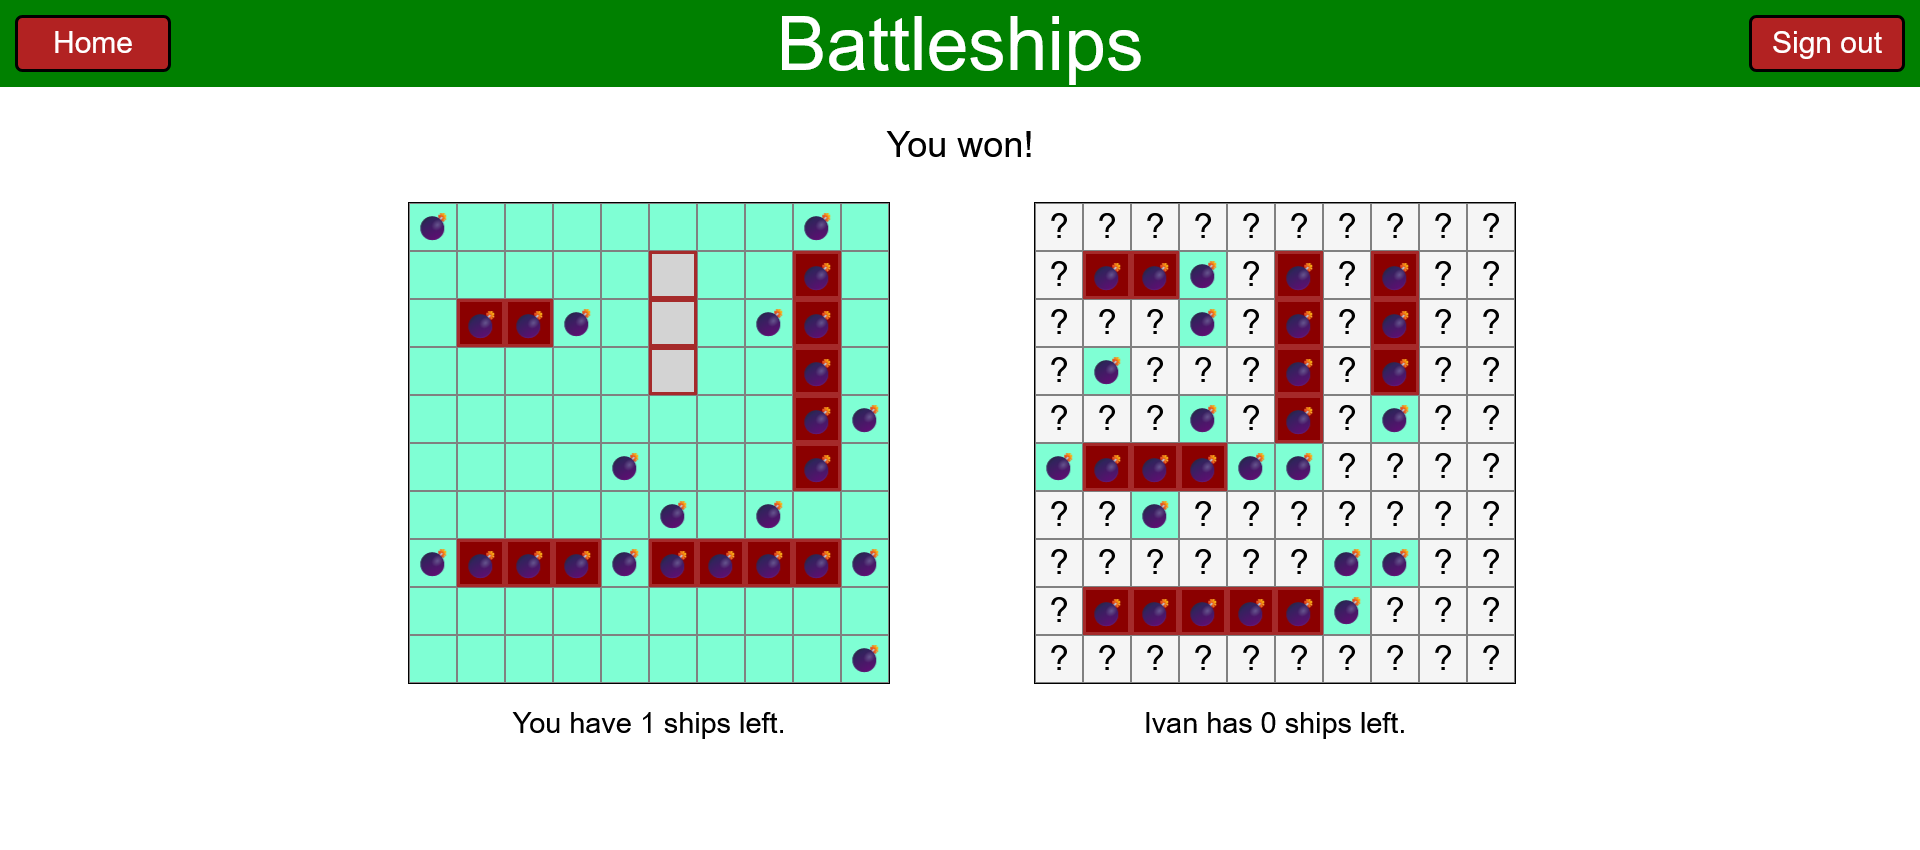 Home Battleships Sign out
You won!
? ? ? ? ? ? ? ? ? ?
? ? ? ? ?
? ? ? ? ? ? ?
? ? ? ? ? ? ?
? ? ? ? ? ? ?
? ? ? ?
? ? ? ? ? ? ? ? ?
? ? ? ? ? ? ? ?
? ? ? ?
? ? ? ? ? ? ? ? ? ?
You have 1 ships left.
Ivan has 0 ships left.